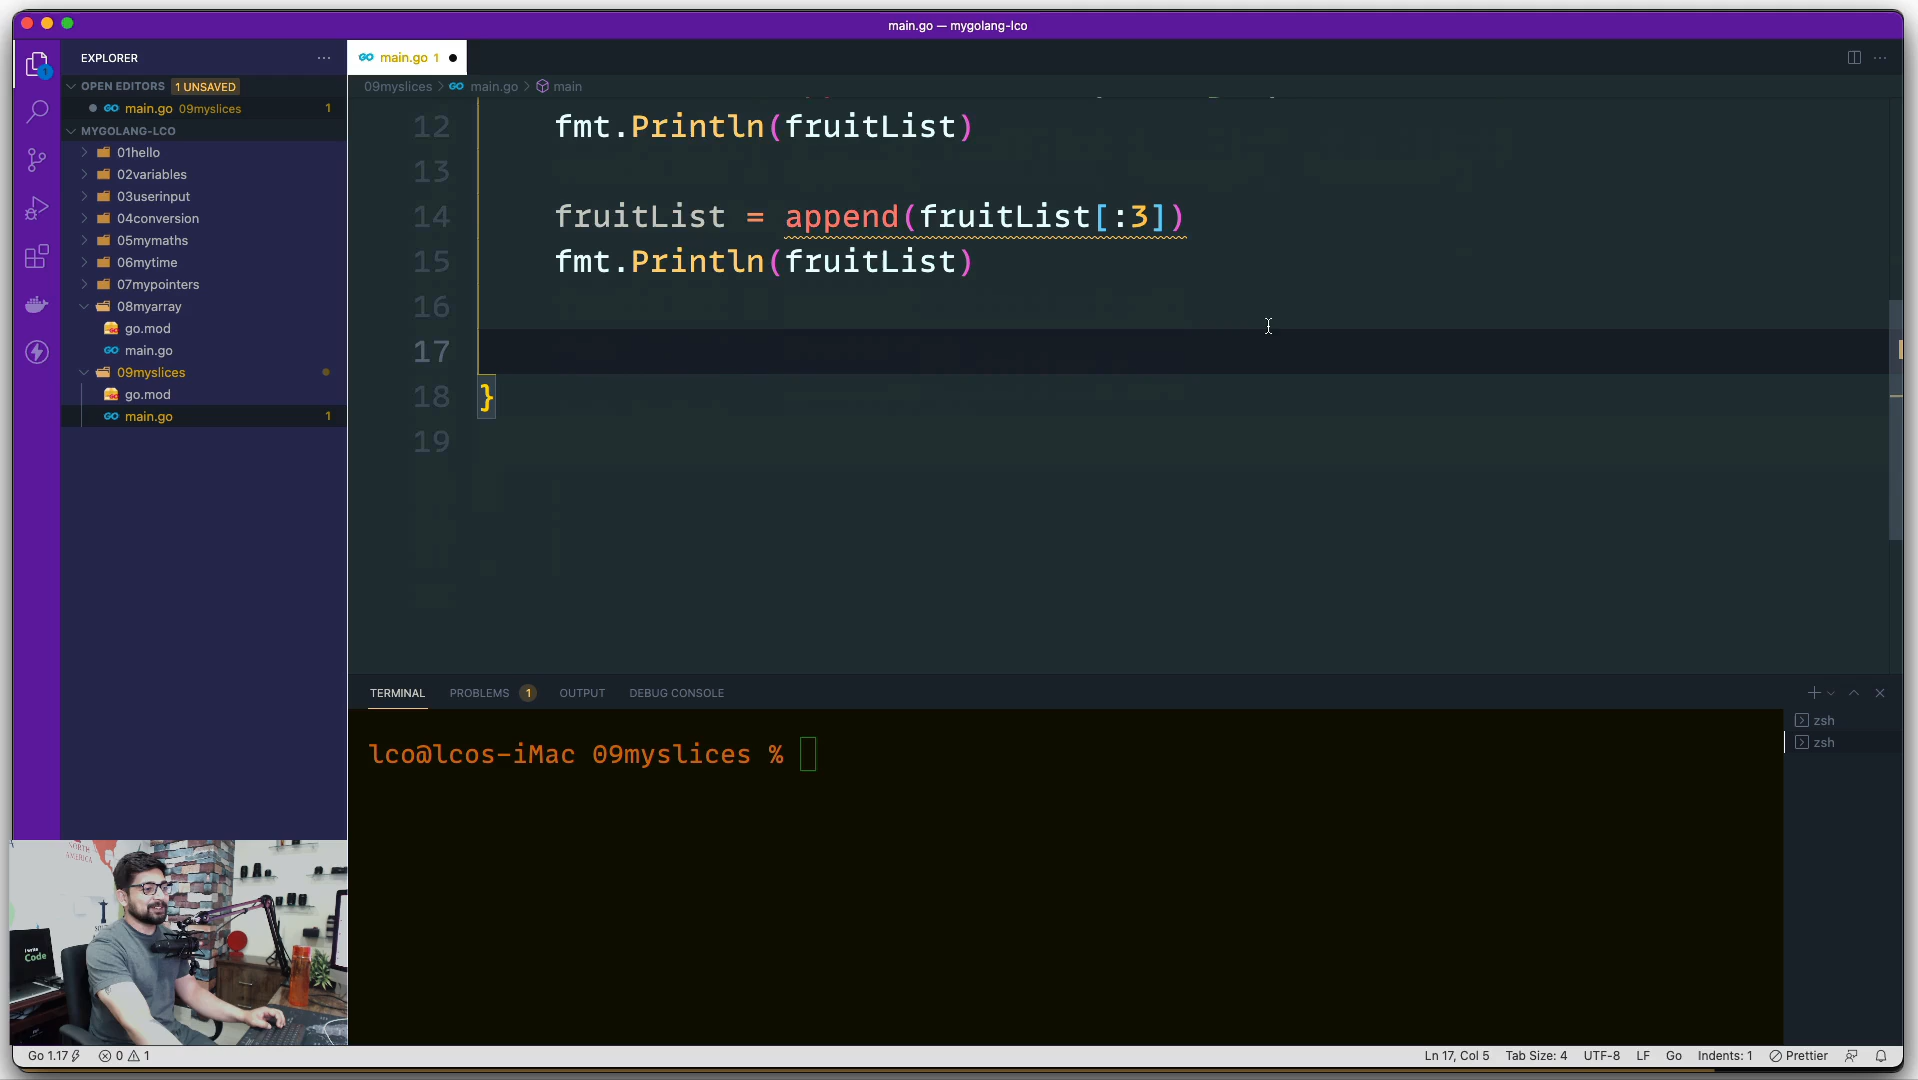 main.go — mygolang-lco
EXPLORER
main.go 1
OPEN EDITORS 1 UNSAVED
09myslices > main.go > main
main.go 09myslices 1
MYGOLANG-LCO
01hello
02variables
03userinput
04conversion
05mymaths
06mytime
07mypointers
08myarray
go.mod
main.go
09myslices
go.mod
main.go 1
12 fmt.Println(fruitList)
13
14 fruitList = append(fruitList[:3])
15 fmt.Println(fruitList)
16
17
18 }
19
TERMINAL PROBLEMS 1 OUTPUT DEBUG CONSOLE
zsh
zsh
lco@lcos-iMac 09myslices %
NORTH
AMERICA
I write
Code
Go 1.17 0 1 Ln 17, Col 5 Tab Size: 4 UTF-8 LF Go Indents: 1 Prettier